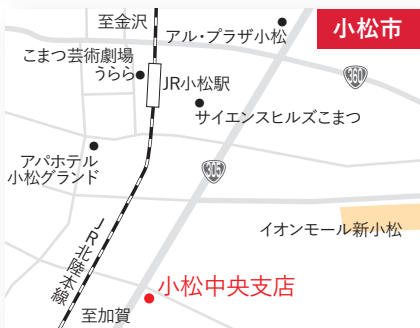 至金沢
アル・プラザ小松
小松市
こまつ芸術劇場
うらら
JR小松駅
360
サイエンスヒルズこまつ
アパホテル
小松グランド
305
イオンモール新小松
JR北陸本線
小松中央支店
至加賀